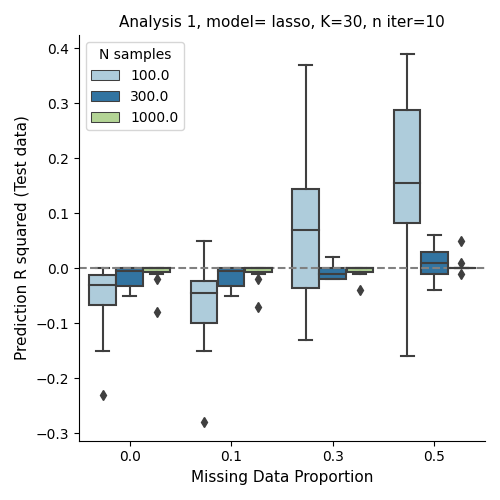 Analysis 1, model= lasso, K=30, n iter=10
N samples
100.0
300.0
1000.0
Prediction R squared (Test data)
0.4
0.3
0.2
0.1
0.0
−0.1
−0.2
−0.3
0.0 0.1 0.3 0.5
Missing Data Proportion